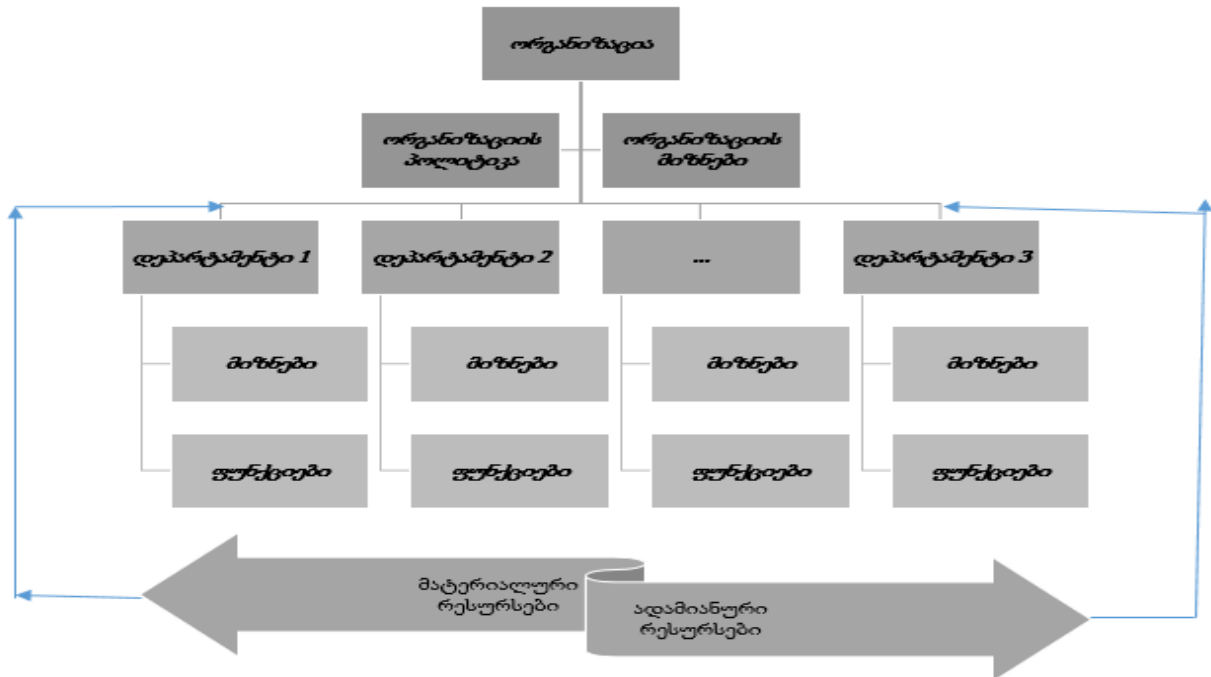 ორგანიზაცია
ორგანიზაციის
პოლიტიკა
ორგანიზაციის
მიზნები
დეპარტამენტი 1
დეპარტამენტი 2
...
დეპარტამენტი 3
მიზნები
მიზნები
მიზნები
მიზნები
ფუნქციები
ფუნქციები
ფუნქციები
ფუნქციები
მატერიალური
რესურსები
ადამიანური
რესურსები